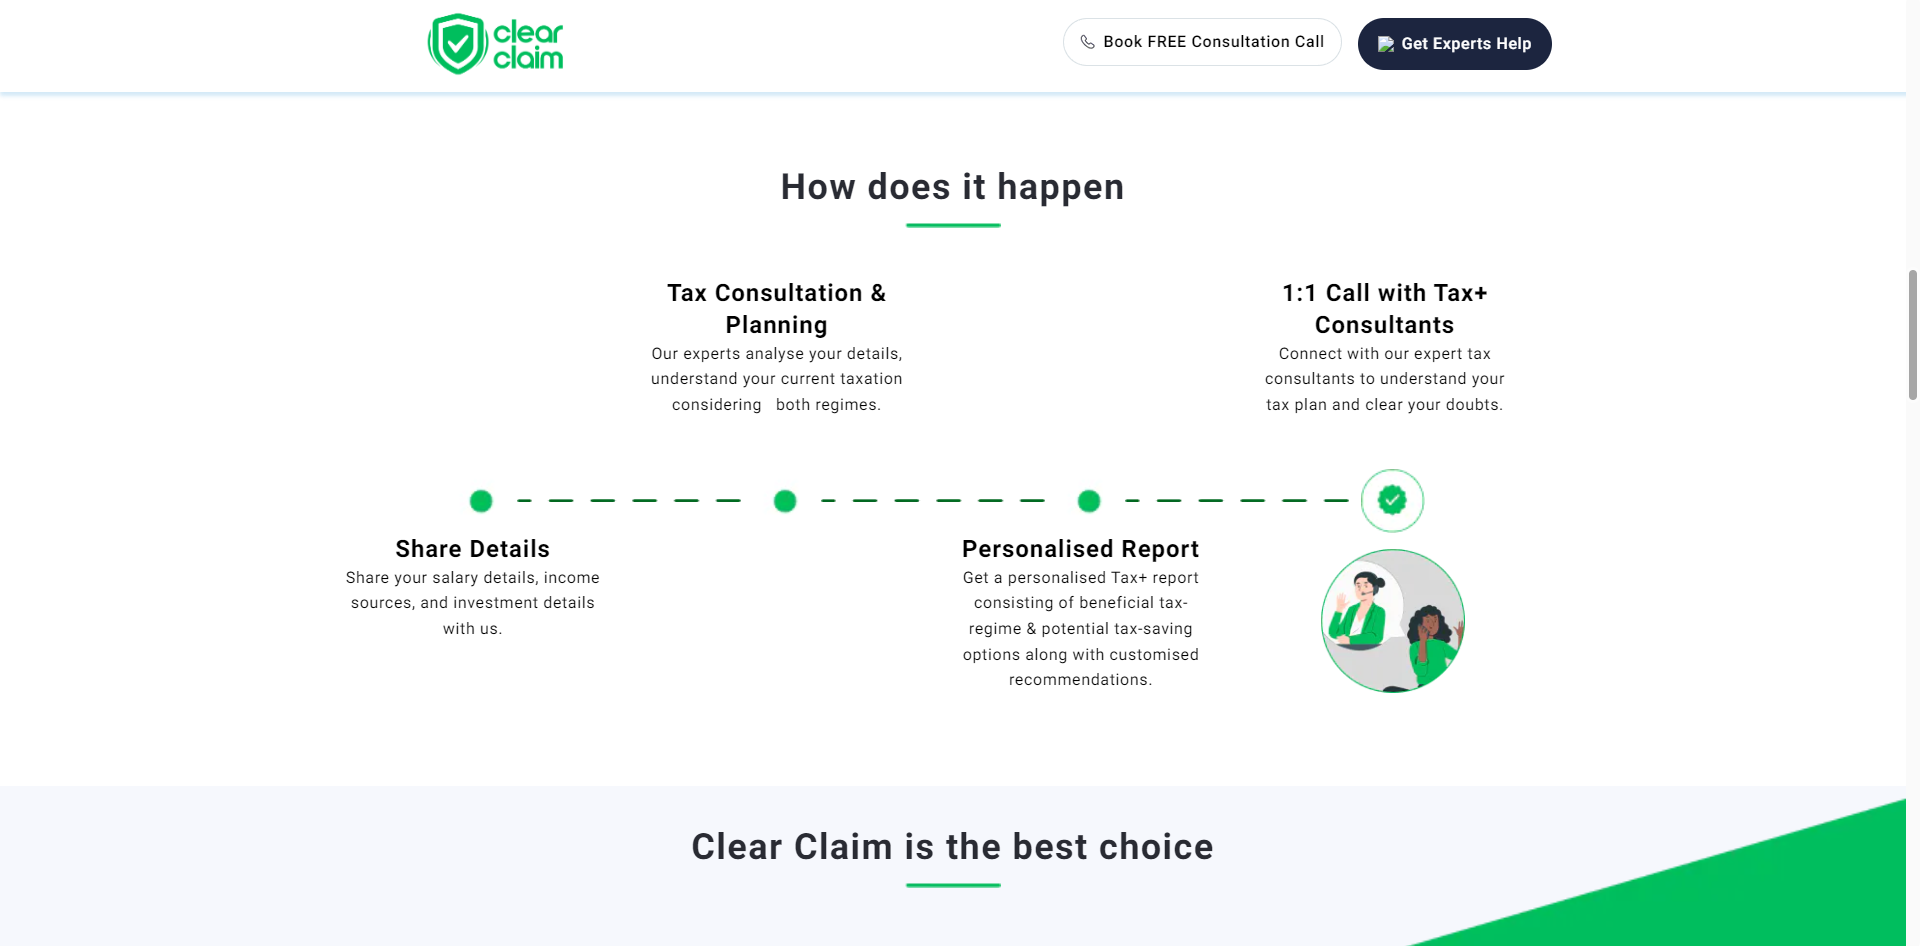 clear
claim
Book FREE Consultation Call
Get Experts Help
How does it happen
Tax Consultation &
Planning
Our experts analyse your details,
understand your current taxation
considering both regimes.
1:1 Call with Tax+
Consultants
Connect with our expert tax
consultants to understand your
tax plan and clear your doubts.
Share Details
Share your salary details, income
sources, and investment details
with us.
Personalised Report
Get a personalised Tax+ report
consisting of beneficial tax-
regime & potential tax-saving
options along with customised
recommendations.
Clear Claim is the best choice